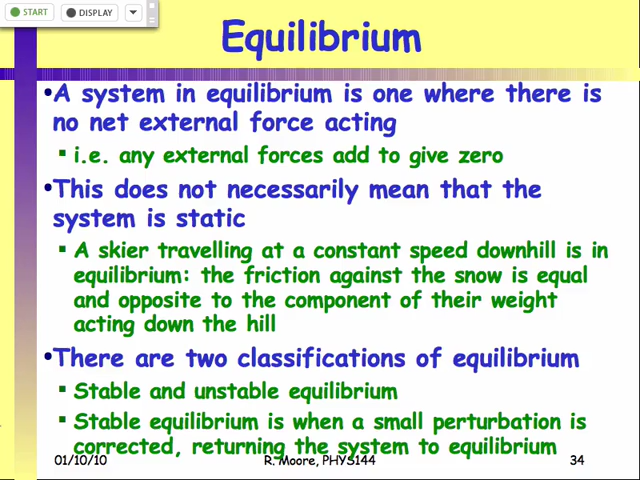 START
DISPLAY
Equilibrium
•A system in equilibrium is one where there is
no net external force acting
▪ i.e. any external forces add to give zero
•This does not necessarily mean that the
system is static
▪ A skier travelling at a constant speed downhill is in
equilibrium: the friction against the snow is equal
and opposite to the component of their weight
acting down the hill
•There are two classifications of equilibrium
▪ Stable and unstable equilibrium
▪ Stable equilibrium is when a small perturbation is
corrected, returning the system to equilibrium
01/10/10
R. Moore, PHYS144
34